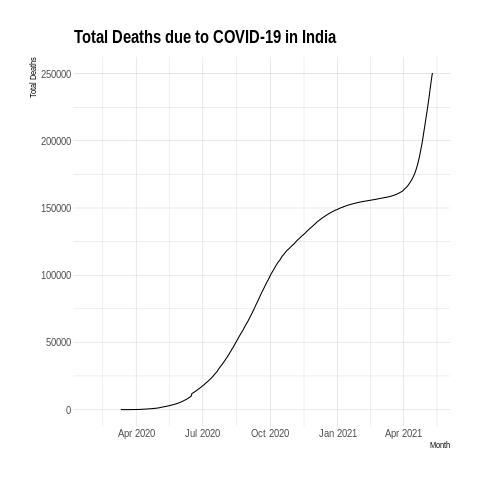 Total Deaths due to COVID-19 in India
Total Deaths
250000
200000
150000
100000
50000
0
Apr 2020 Jul 2020 Oct 2020 Jan 2021 Apr 2021
Month